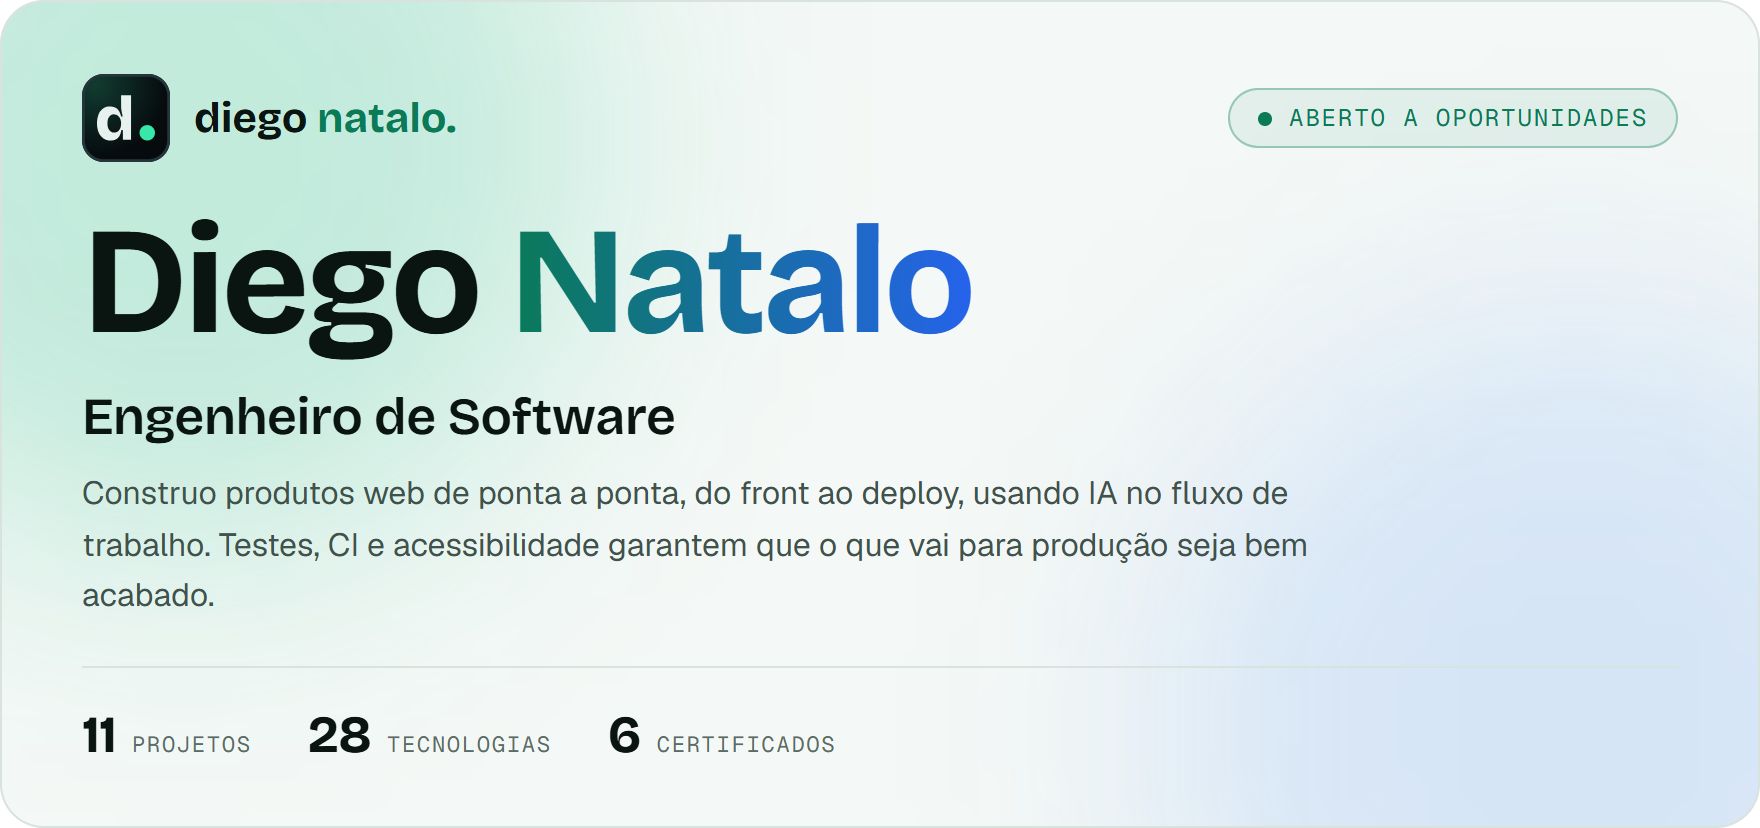 d.
diego natalo.
ABERTO A OPORTUNIDADES
Diego Natalo
Engenheiro de Software
Construo produtos web de ponta a ponta, do front ao deploy, usando IA no fluxo de
trabalho. Testes, CI e acessibilidade garantem que o que vai para produção seja bem
acabado.
11 PROJETOS
28 TECNOLOGIAS
6 CERTIFICADOS